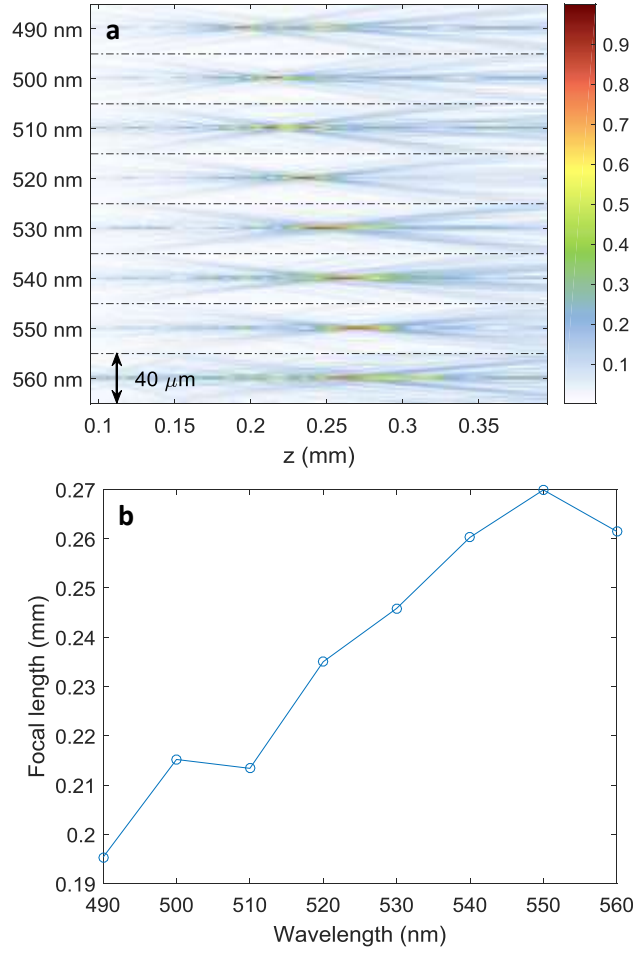 a
490 nm
500 nm
510 nm
520 nm
530 nm
540 nm
550 nm
560 nm
40 μm
0.1 0.15 0.2 0.25 0.3 0.35
z (mm)
0.9
0.8
0.7
0.6
0.5
0.4
0.3
0.2
0.1
b
0.27
0.26
0.25
0.24
0.23
0.22
0.21
0.2
0.19
Focal length (mm)
490 500 510 520 530 540 550 560
Wavelength (nm)